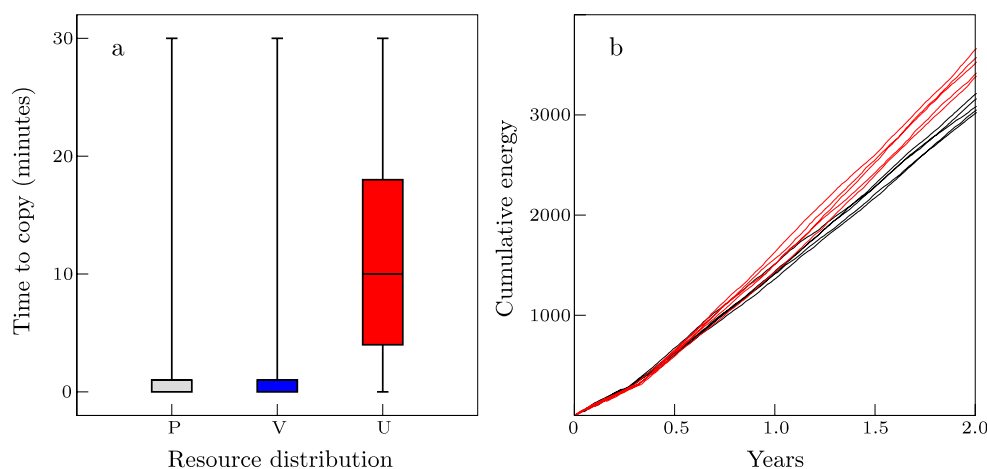 a
30
20
10
0
Time to copy (minutes)
P V U
Resource distribution
b
3000
2000
1000
Cumulative energy
0 0.5 1.0 1.5 2.0
Years